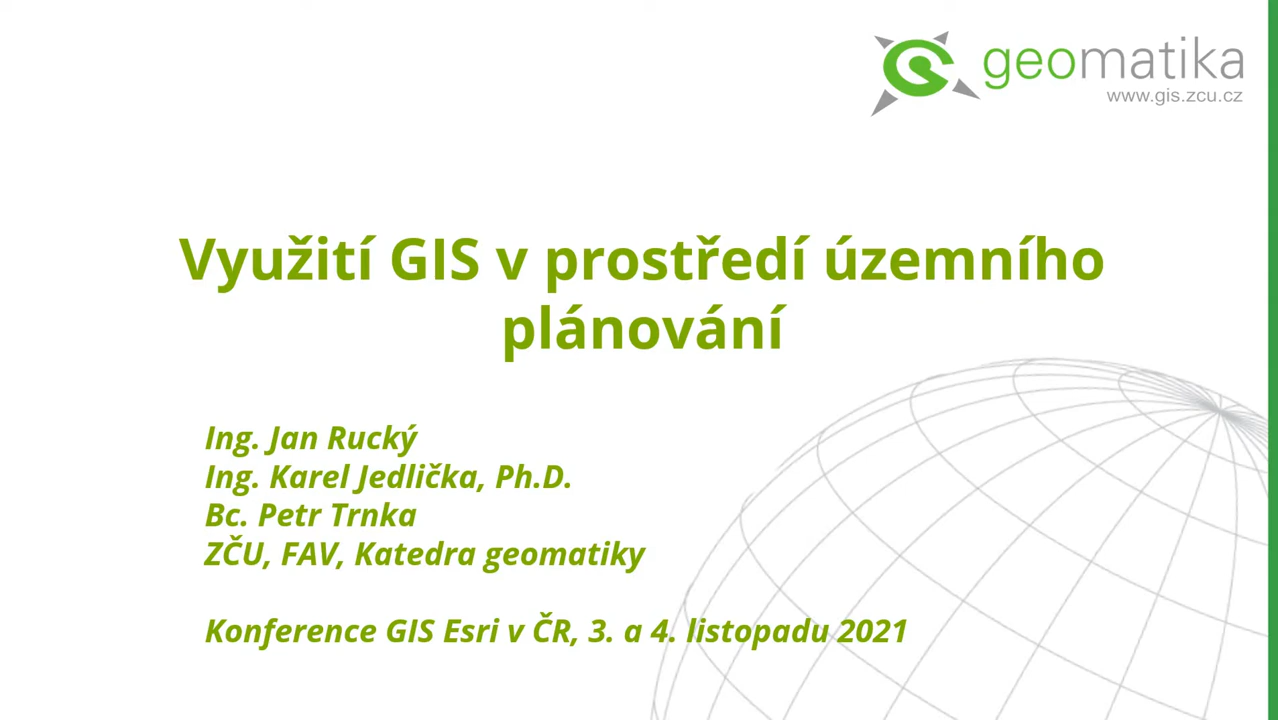 geomatika
www.gis.zcu.cz
Využití GIS v prostředí územního
plánování
Ing. Jan Rucký
Ing. Karel Jedlička, Ph.D.
Bc. Petr Trnka
ZČU, FAV, Katedra geomatiky
Konference GIS Esri v ČR, 3. a 4. listopadu 2021